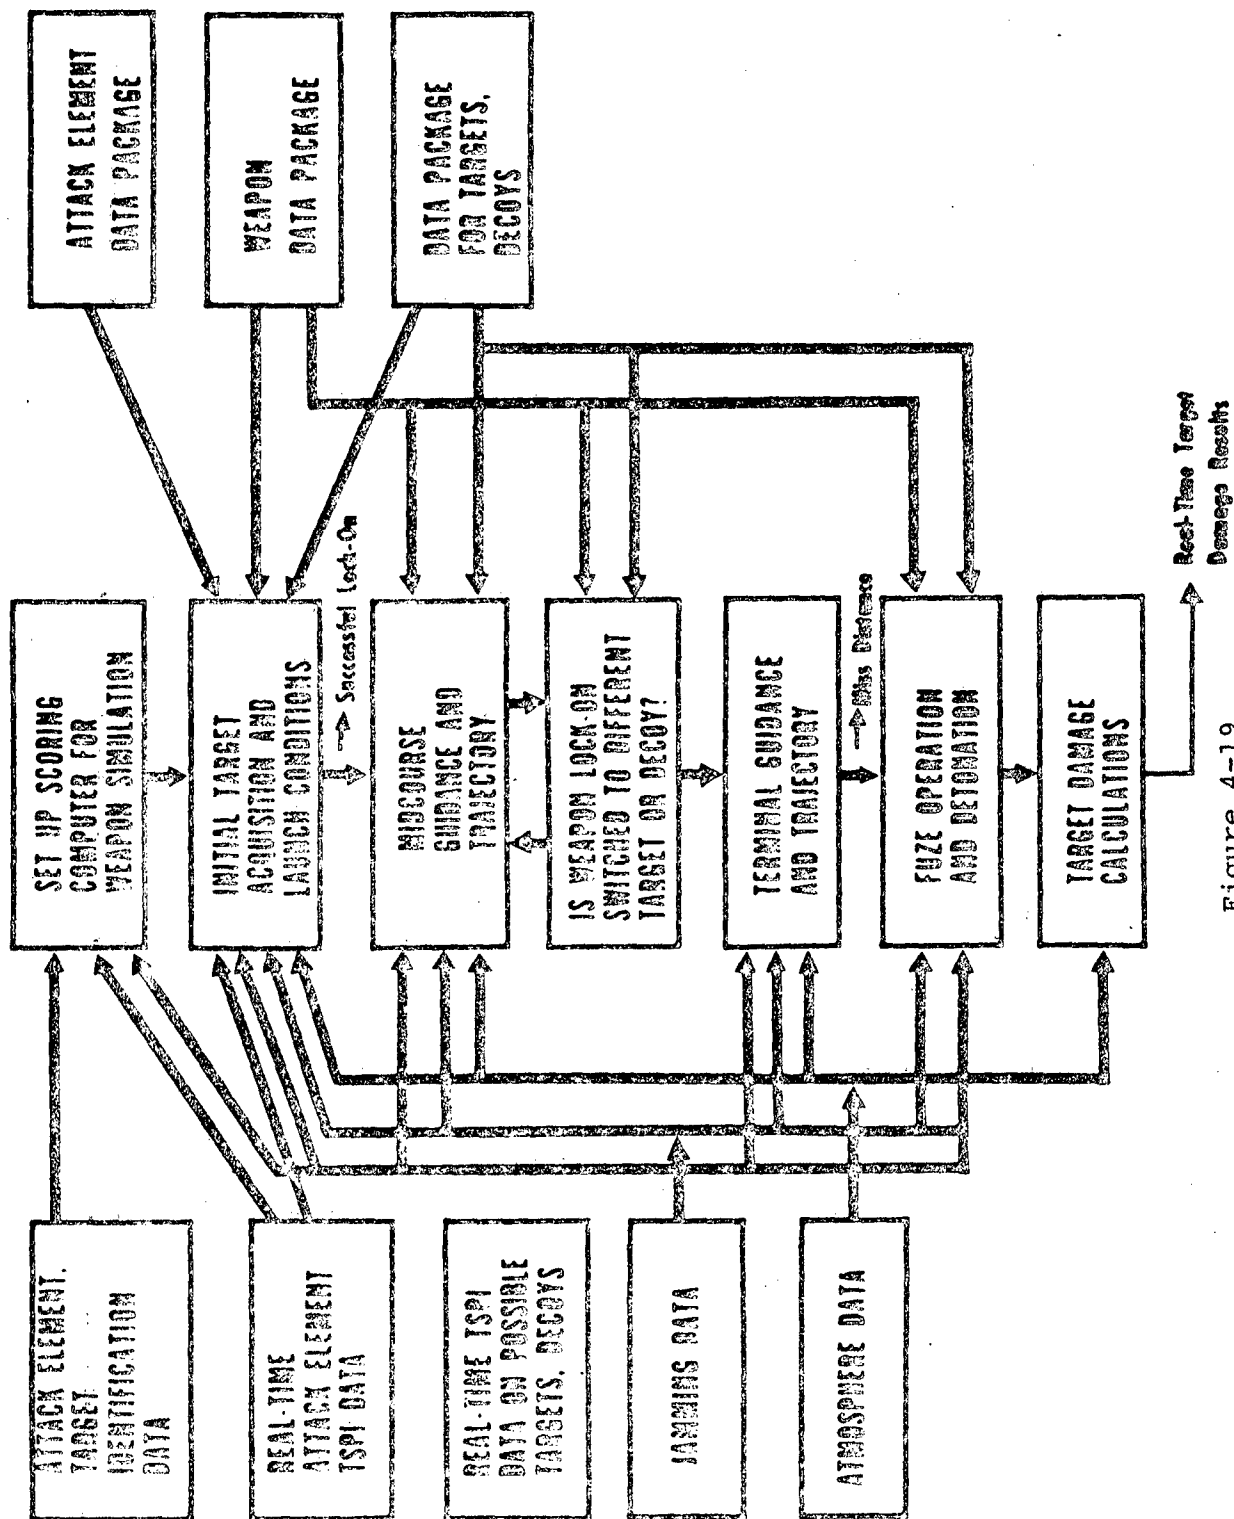 ATTACK ELEMENT,
TARGET
IDENTIFICATION
DATA
REAL-TIME
ATTACK ELEMENT
TSPI DATA
REAL-TIME TSPI
DATA ON POSSIBLE
TARGETS, DECOYS
JAMMING DATA
ATMOSPHERE DATA
SET UP SCORING
COMPUTER FOR
WEAPON SIMULATION
INITIAL TARGET
ACQUISITION AND
LAUNCH CONDITIONS
Successful Lock-On
MIDCOURSE
GUIDANCE AND
TRAJECTORY
IS WEAPON LOCK-ON
SWITCHED TO DIFFERENT
TARGET OR DECOY?
TERMINAL GUIDANCE
AND TRAJECTORY
Miss Distance
FUZE OPERATION
AND DETONATION
TARGET DAMAGE
CALCULATIONS
Real-Time Target
Damage Results
ATTACK ELEMENT
DATA PACKAGE
WEAPON
DATA PACKAGE
DATA PACKAGE
FOR TARGETS,
DECOYS
Figure 4-19